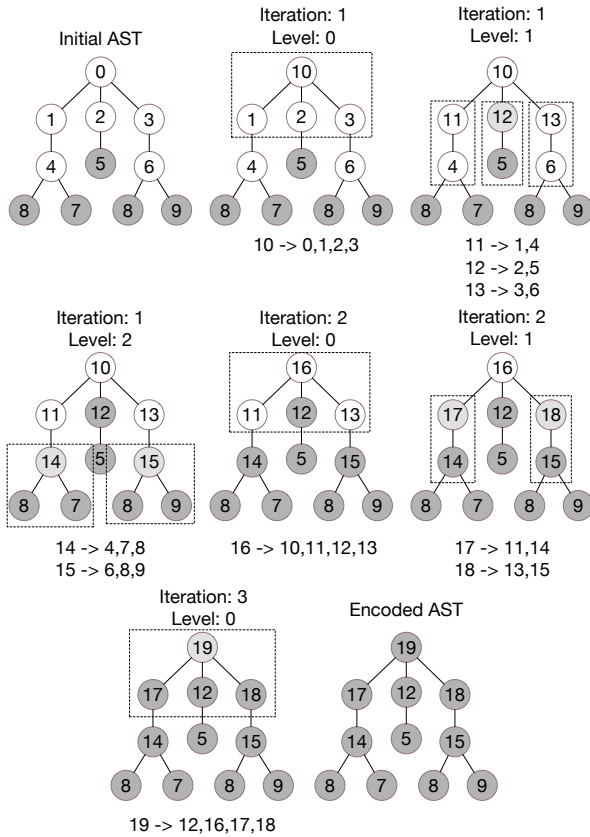 Initial AST
0
1 2 3
4 5 6
8 7 8 9
Iteration: 1
Level: 0
10
1 2 3
4 5 6
8 7 8 9
10 -> 0,1,2,3
Iteration: 1
Level: 1
10
11 12 13
4 5 6
8 7 8 9
11 -> 1,4
12 -> 2,5
13 -> 3,6
Iteration: 1
Level: 2
10
11 12 13
14 5 15
8 7 8 9
14 -> 4,7,8
15 -> 6,8,9
Iteration: 2
Level: 0
16
11 12 13
14 5 15
8 7 8 9
16 -> 10,11,12,13
Iteration: 2
Level: 1
16
17 12 18
14 5 15
8 7 8 9
17 -> 11,14
18 -> 13,15
Iteration: 3
Level: 0
19
17 12 18
14 5 15
8 7 8 9
19 -> 12,16,17,18
Encoded AST
19
17 12 18
14 5 15
8 7 8 9